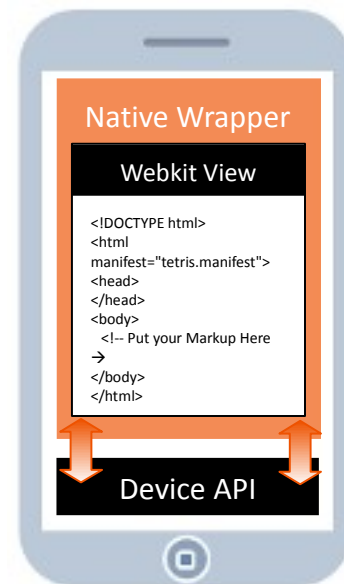 Native Wrapper
Webkit View
<!DOCTYPE html>
<html
manifest="tetris.manifest">
<head>
</head>
<body>
<!-- Put your Markup Here
→
</body>
</html>
Device API